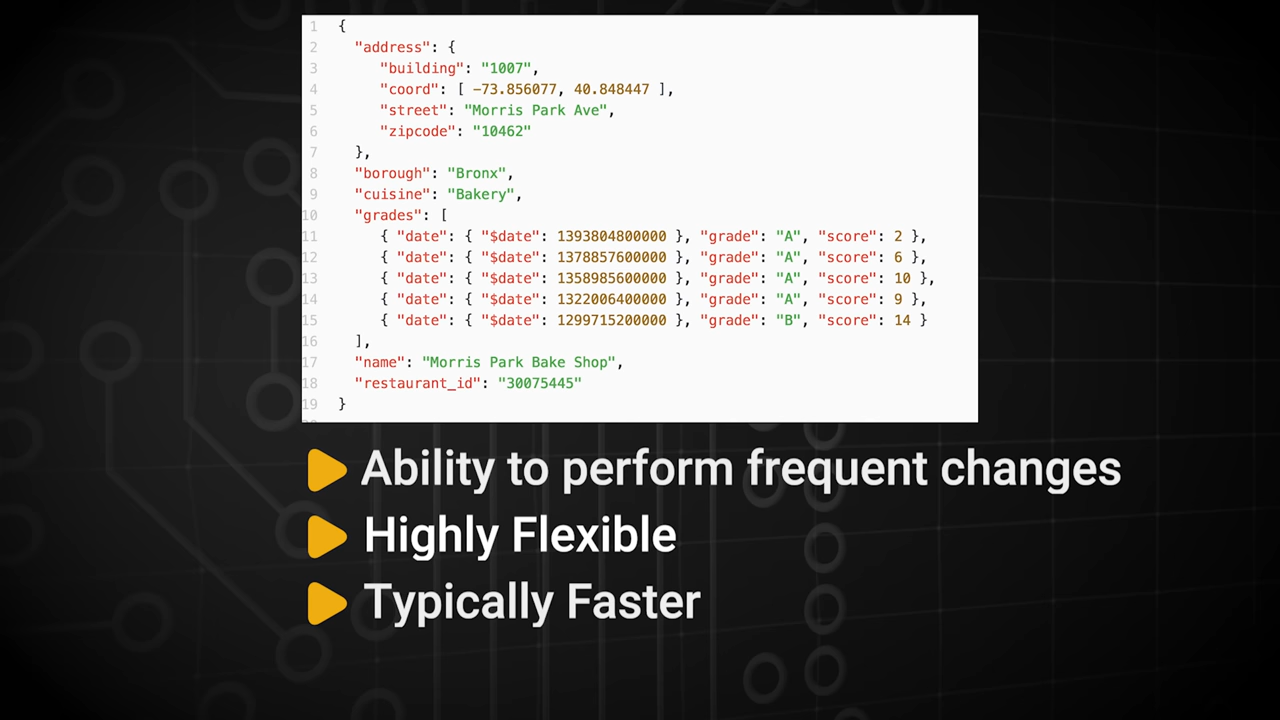 1 {
2 "address": {
3 "building": "1007",
4 "coord": [ -73.856077, 40.848447 ],
5 "street": "Morris Park Ave",
6 "zipcode": "10462"
7 },
8 "borough": "Bronx",
9 "cuisine": "Bakery",
10 "grades": [
11 { "date": { "$date": 1393804800000 }, "grade": "A", "score": 2 },
12 { "date": { "$date": 1378857600000 }, "grade": "A", "score": 6 },
13 { "date": { "$date": 1358985600000 }, "grade": "A", "score": 10 },
14 { "date": { "$date": 1322006400000 }, "grade": "A", "score": 9 },
15 { "date": { "$date": 1299715200000 }, "grade": "B", "score": 14 }
16 ],
17 "name": "Morris Park Bake Shop",
18 "restaurant_id": "30075445"
19 }
Ability to perform frequent changes
Highly Flexible
Typically Faster